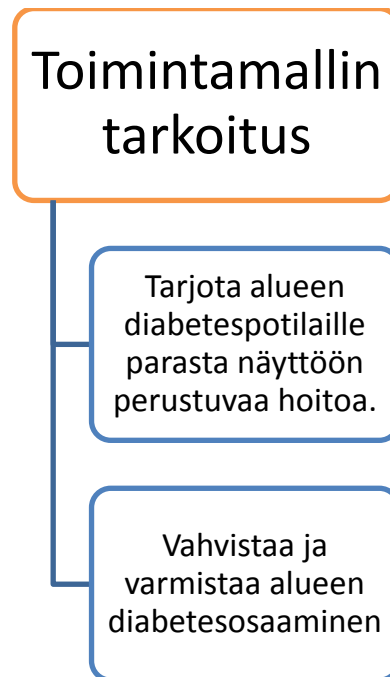 Toimintamallin
tarkoitus
Tarjota alueen
diabetespotilaille
parasta näyttöön
perustuvaa hoitoa.
Vahvistaa ja
varmistaa alueen
diabetesosaaminen